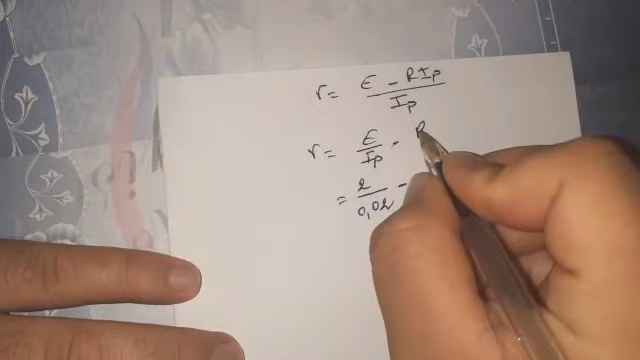 r = E - RIp / Ip
r = E / Ip - R
= 2 / 0,02 -